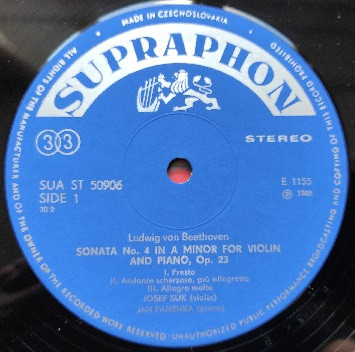 MADE IN CZECHOSLOVAKIA
ALL RIGHTS OF THE MANUFACTURER AND OF THE OWNER OF THE RECORDED WORK RESERVED · UNAUTHORIZED PUBLIC PERFORMANCE BROADCASTING AND COPYING OF THIS RECORD PROHIBITED
SUPRAPHON
33
STEREO
SUA ST 50906
E 1155
SIDE 1
Ludwig van Beethoven
SONATA No. 4 IN A MINOR FOR VIOLIN
AND PIANO, Op. 23
I. Presto
II. Andante scherzoso, più allegretto
III. Allegro molto
JOSEF SUK (violin)
JAN PANENKA (piano)